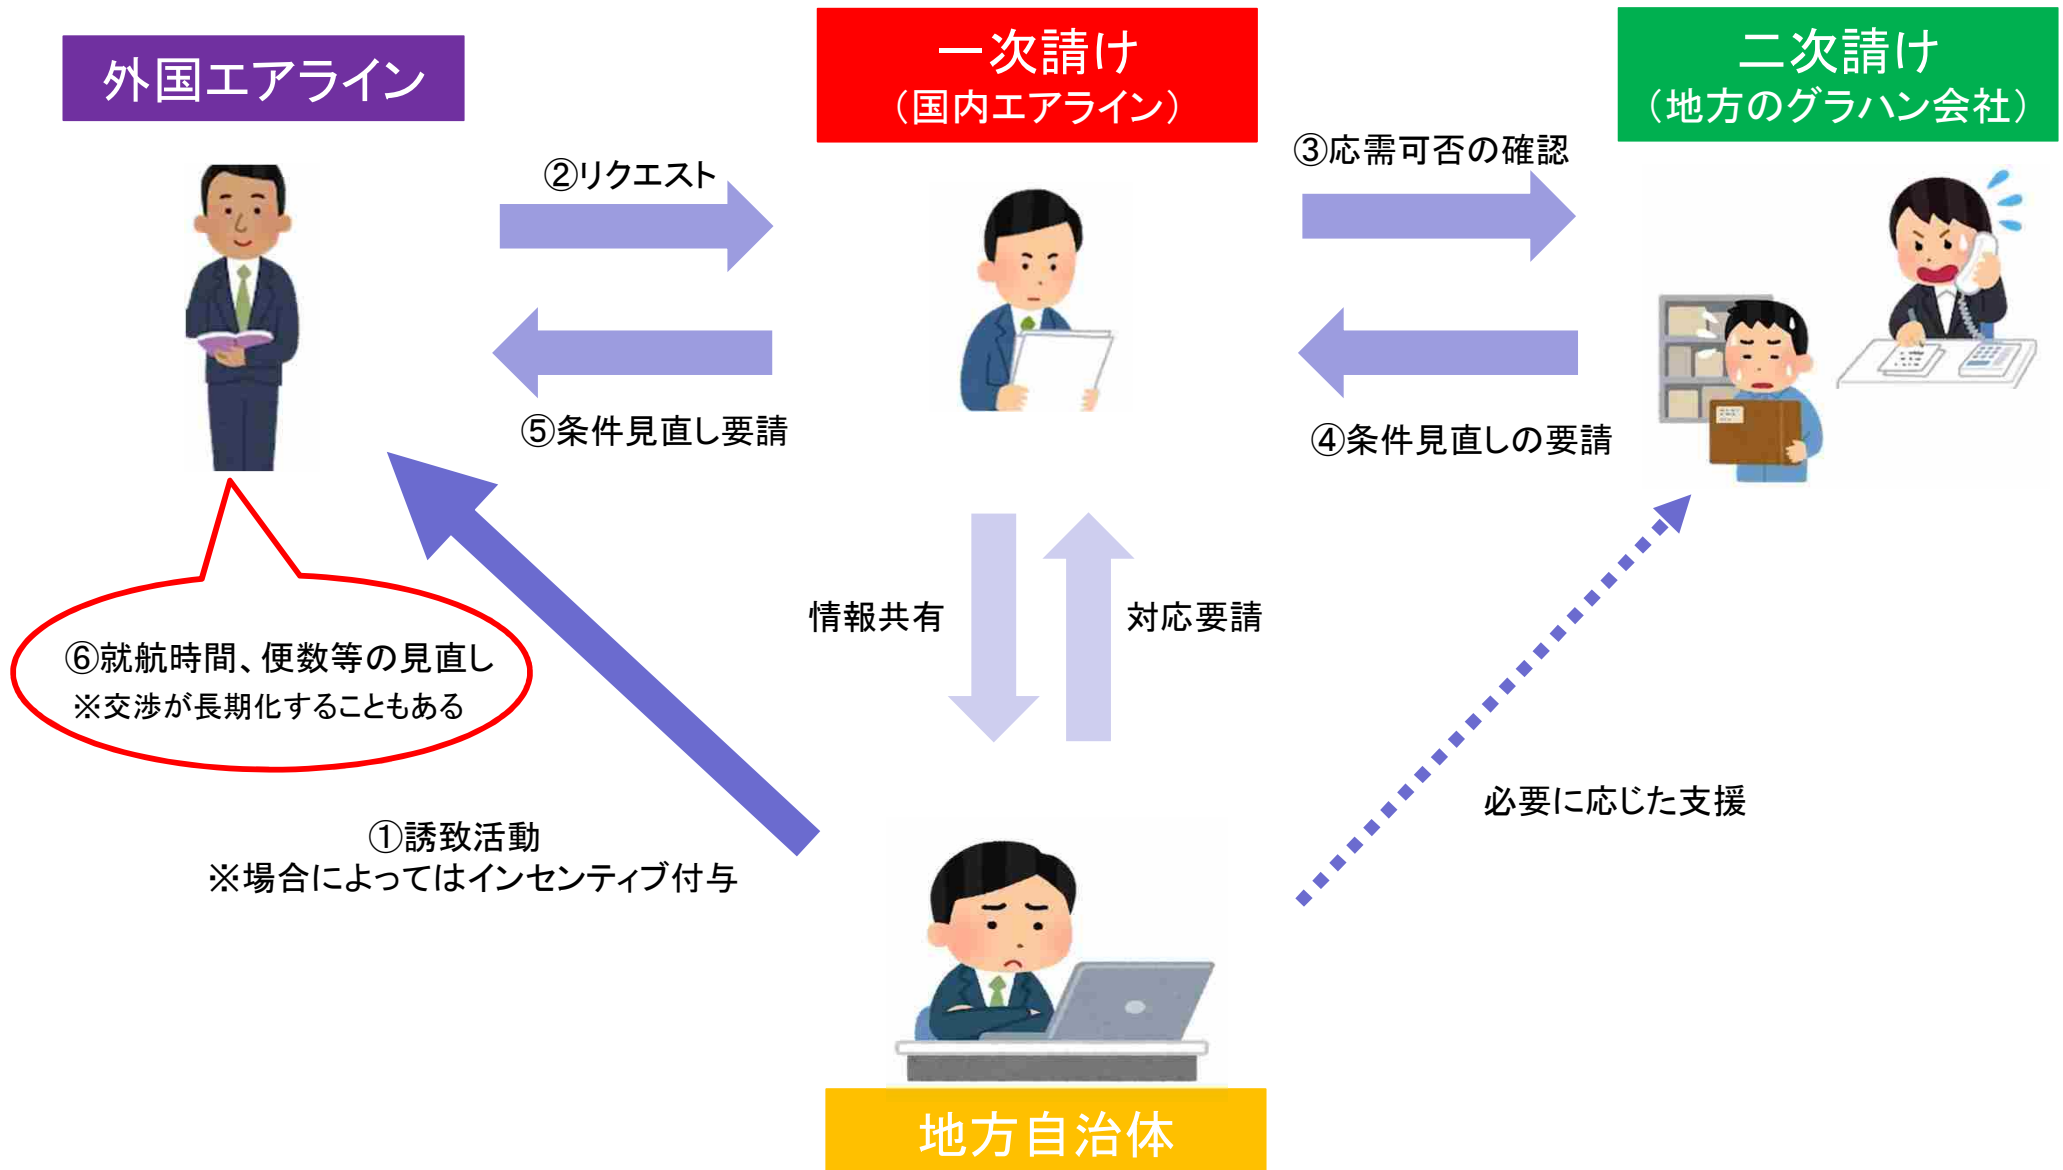 外国エアライン
一次請け
（国内エアライン）
二次請け
（地方のグラハン会社）
②リクエスト
③応需可否の確認
⑤条件見直し要請
④条件見直しの要請
情報共有
対応要請
⑥就航時間、便数等の見直し
※交渉が長期化することもある
①誘致活動
※場合によってはインセンティブ付与
必要に応じた支援
地方自治体